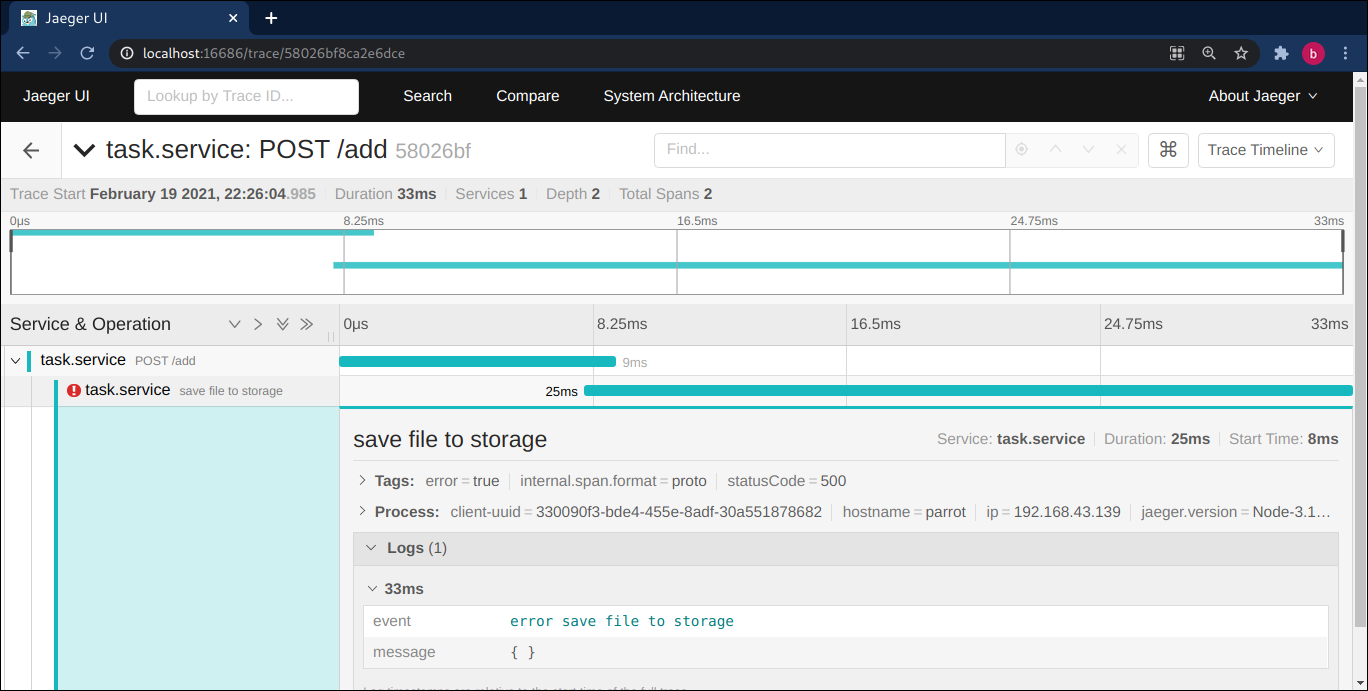 Jaeger UI
localhost:16686/trace/58026bf8ca2e6dce
b
Jaeger UI Lookup by Trace ID... Search Compare System Architecture About Jaeger
task.service: POST /add 58026bf Find... ⌘ Trace Timeline
Trace Start February 19 2021, 22:26:04.985 Duration 33ms Services 1 Depth 2 Total Spans 2
0μs 8.25ms 16.5ms 24.75ms 33ms
Service & Operation 0μs 8.25ms 16.5ms 24.75ms 33ms
task.service POST /add 9ms
task.service save file to storage 25ms
save file to storage Service: task.service Duration: 25ms Start Time: 8ms
Tags: error = true internal.span.format = proto statusCode = 500
Process: client-uuid = 330090f3-bde4-455e-8adf-30a551878682 hostname = parrot ip = 192.168.43.139 jaeger.version = Node-3.1…
Logs (1)
33ms
event error save file to storage
message { }